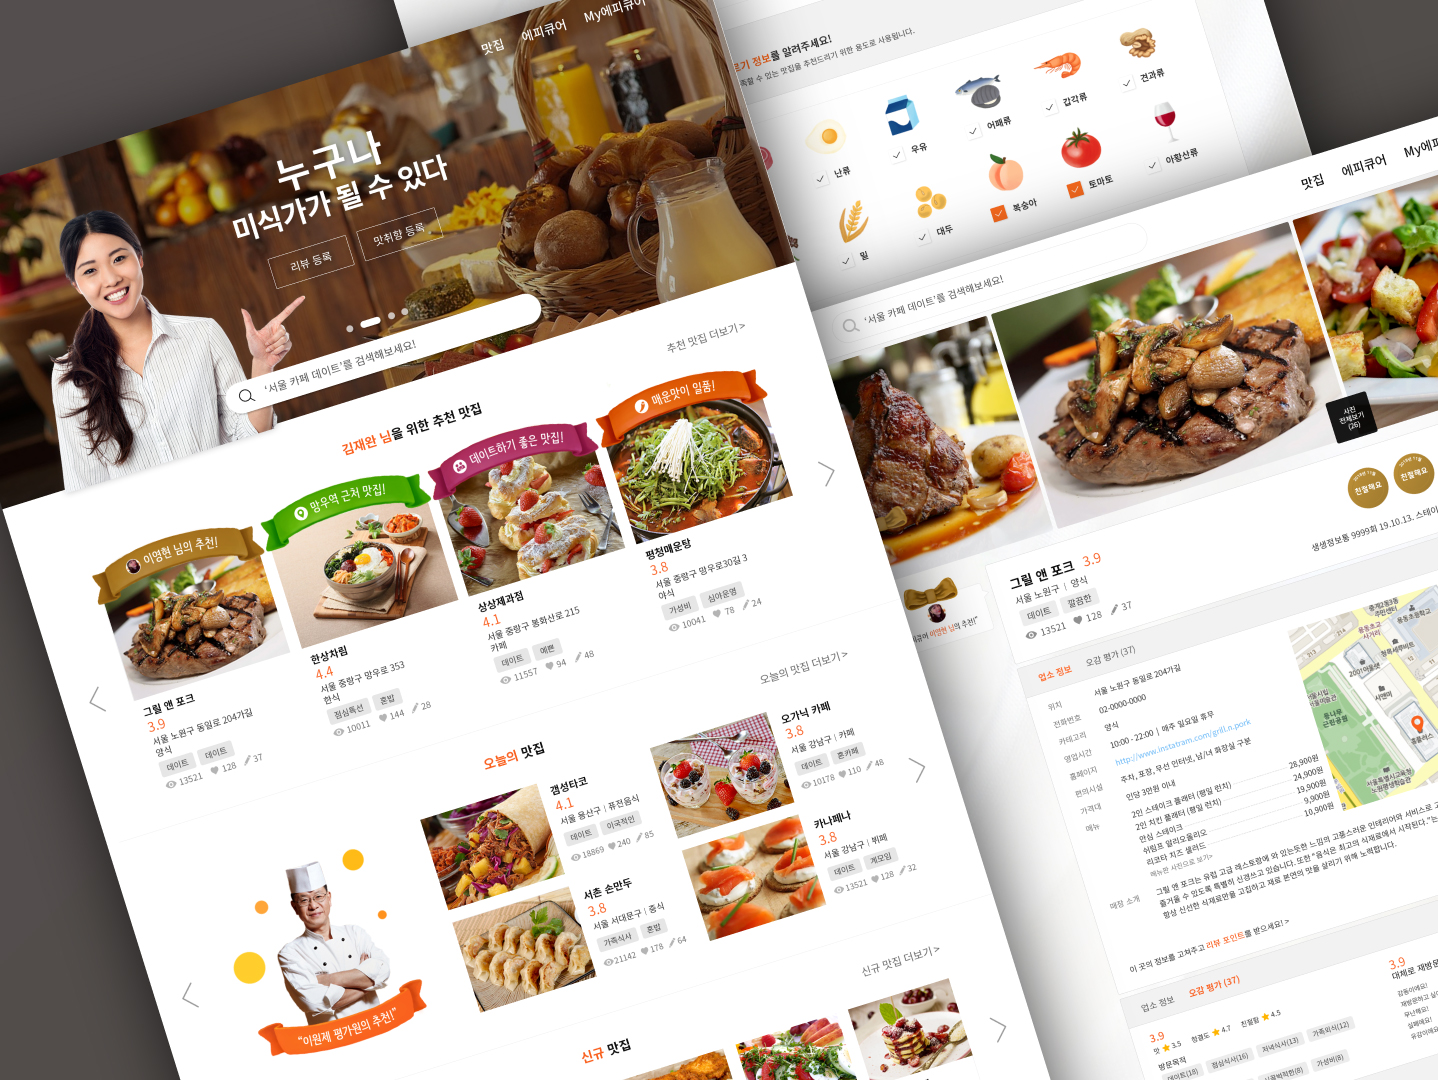 맛집 에피큐어 My에피큐어
누구나
미식가가 될 수 있다
리뷰 등록
맛취향 등록
'서울 카페 데이트'를 검색해보세요!
추천 맛집 더보기 >
김재완 님을 위한 추천 맛집
이영현 님의 추천!
그릴 앤 포크
3.9
서울 노원구 동일로 204가길
양식
데이트 데이트
13521 128 37
망우역 근처 맛집!
한상차림
4.4
서울 중랑구 망우로 353
한식
점심특선 혼밥
10011 144 28
데이트하기 좋은 맛집!
상상제과점
4.1
서울 중랑구 봉화산로 215
카페
데이트 예쁜
11557 94 48
매운맛이 일품!
평청매운탕
3.8
서울 중랑구 망우로30길 3
야식
가성비 심야운영
10041 78 24
오늘의 맛집 더보기 >
오늘의 맛집
"이원제 평가원의 추천!"
갬성타코
4.1
서울 용산구 | 퓨전음식
데이트 이국적인
18869 240 85
서촌 손만두
3.8
서울 서대문구 | 중식
가족식사 혼밥
21142 178 64
오가닉 카페
3.8
서울 강남구 | 카페
데이트 혼카페
10178 110 48
카나페나
3.8
서울 강남구 | 뷔페
데이트 계모임
13521 128 32
신규 맛집 더보기 >
신규 맛집
정보를 알려주세요!
수 있는 맛집을 추천드리기 위한 용도로 사용됩니다.
난류
우유
어패류
갑각류
견과류
밀
대두
복숭아
토마토
아황산류
맛집 에피큐어 My에피
'서울 카페 데이트'를 검색해보세요!
사진
전체보기
(26)
친절해요
친절해요
생생정보통 9999회 19.10.13. 스테이
이영현 님의 추천!"
그릴 앤 포크 3.9
서울 노원구 | 양식
데이트 깔끔한
13521 128 37
업소 정보 오감 평가 (37)
위치 서울 노원구 동일로 204가길
전화번호 02-0000-0000
카테고리 양식
영업시간 10:00 - 22:00 | 매주 일요일 휴무
홈페이지 http://www.instatram.com/grill.n.pork
편의시설 주차, 포장, 무선 인터넷, 남/녀 화장실 구분
가격대 인당 3만원 이내
메뉴 2인 스테이크 플래터 (평일 런치) 28,900원
2인 치킨 플래터 (평일 런치) 24,900원
안심 스테이크 19,900원
쉬림프 알리오올리오 9,900원
리코타 치즈 샐러드 10,900원
메뉴판 사진으로 보기>
매장 소개 그릴 앤 포크는 유럽 고급 레스토랑에 와 있는듯한 느낌의 고풀스러운 인테리어와 서비스로
즐거울 수 있도록 특별히 신경쓰고 있습니다. 또한 "음식은 최고의 식재료에서 시작된다."는
항상 신선한 식재료만을 고집하고 재료 본연의 맛을 살리기 위해 노력합니다.
이 곳의 정보를 고쳐주고 리뷰 포인트를 받으세요! >
업소 정보 오감 평가 (37)
3.9
맛 3.5 청결도 4.7 친절함 4.5
방문목적
데이트(18) 점심식사(16) 저녁식사(13) 가족외식(12)
가성비(8)
3.9
대체로 재방문
감동이에요!
무난해요!
실패에요!